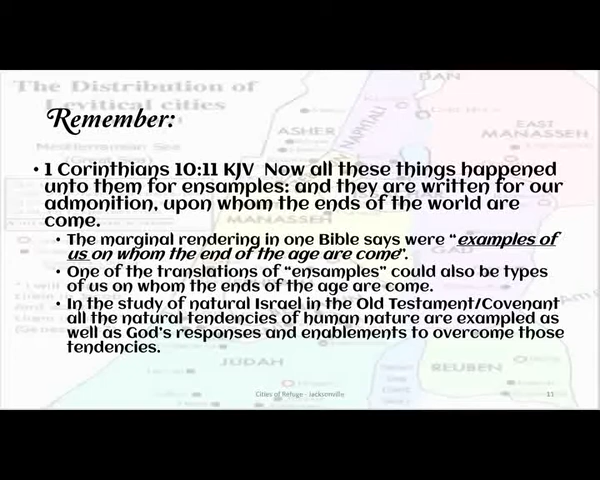 The Distribution of
Levitical cities
DAN
Remember:
ASHER
NAPHTALI
EAST
MANASSEH
Mediterranean Sea
(Great Sea)
• 1 Corinthians 10:11 KJV Now all these things happened
unto them for ensamples: and they are written for our
admonition, upon whom the ends of the world are
come.
MANASSEH
• The marginal rendering in one Bible says were “examples of
us on whom the end of the age are come”.
GAD
• One of the translations of “ensamples” could also be types
of us on whom the ends of the age are come.
• In the study of natural Israel in the Old Testament/Covenant
all the natural tendencies of human nature are exampled as
well as God’s responses and enablements to overcome those
tendencies.
JUDAH
REUBEN
Cities of Refuge - Jacksonville
11